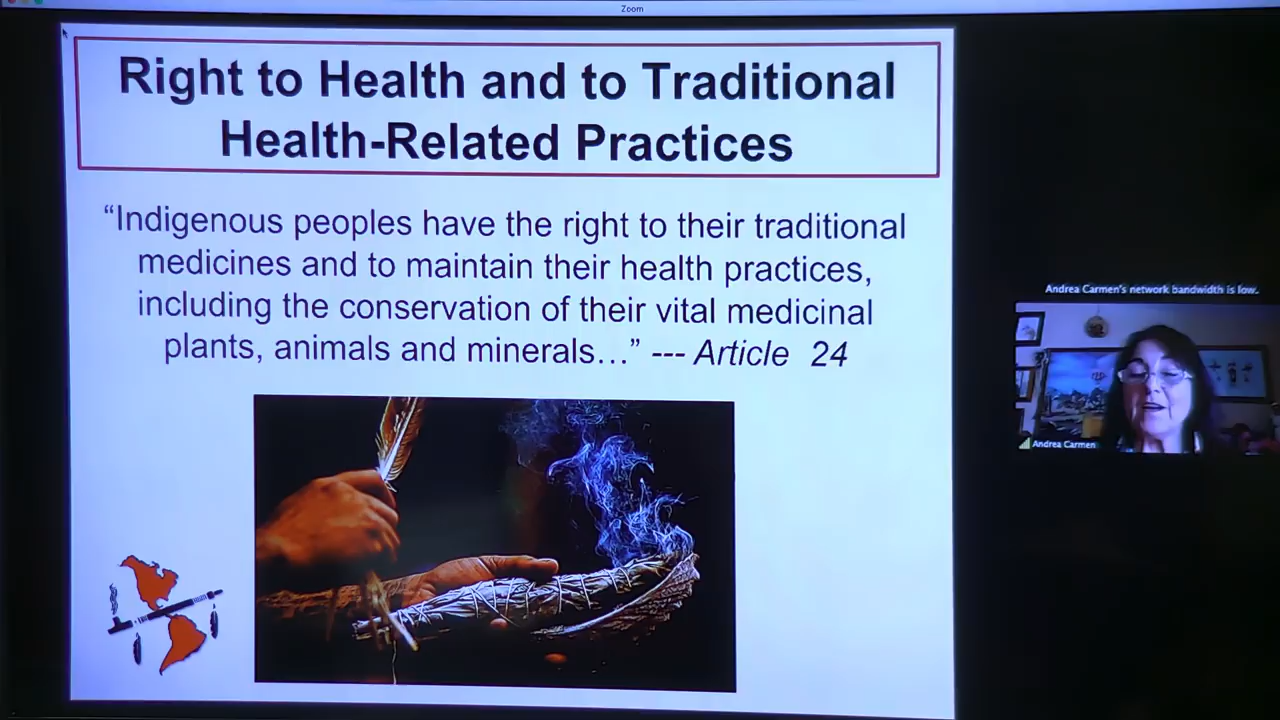 Zoom
Right to Health and to Traditional
Health-Related Practices
“Indigenous peoples have the right to their traditional
medicines and to maintain their health practices,
including the conservation of their vital medicinal
plants, animals and minerals…” --- Article 24
Andrea Carmen's network bandwidth is low.
Andrea Carmen